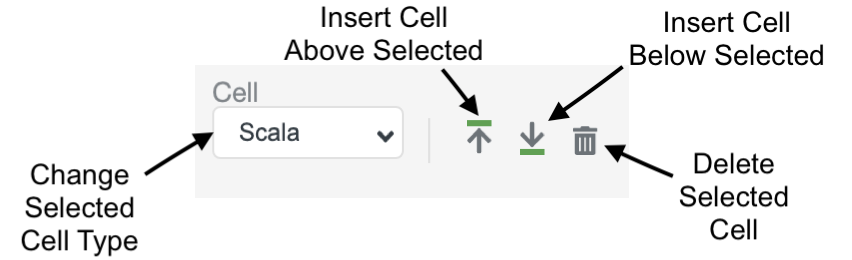 Insert Cell
Above Selected
Insert Cell
Below Selected
Cell
Scala
Change
Selected
Cell Type
Delete
Selected
Cell